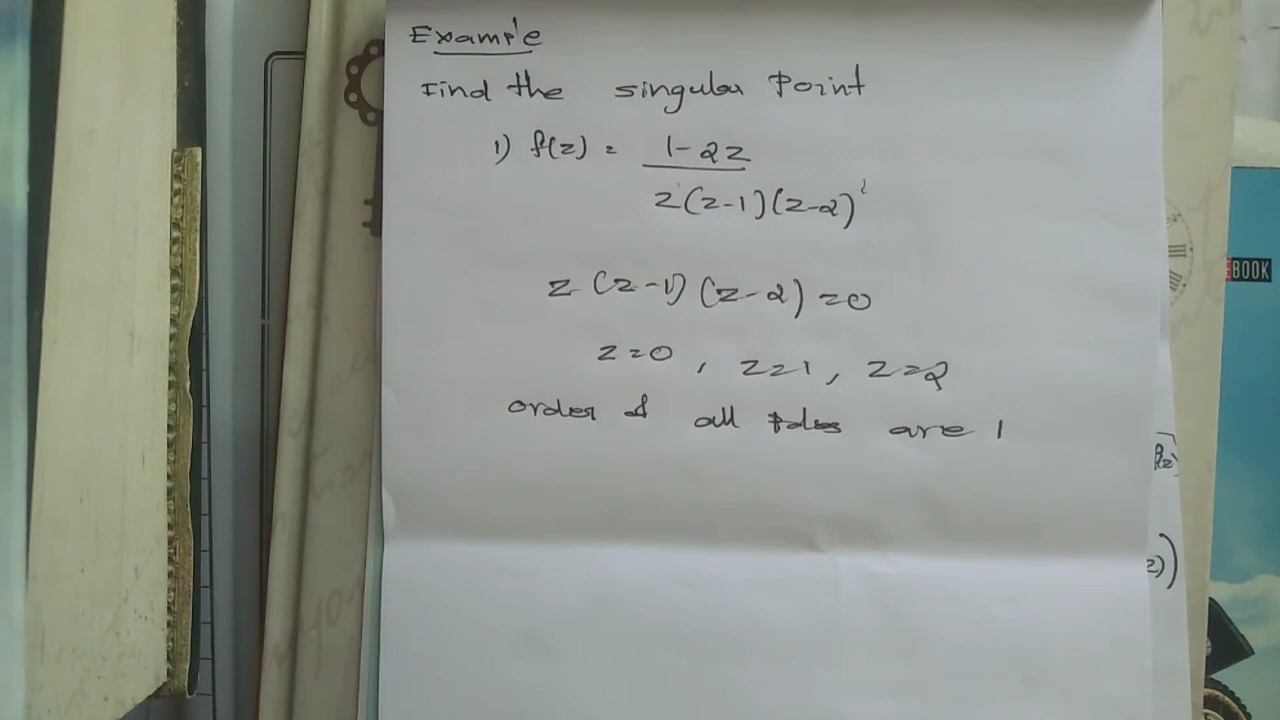 Example
Find the singular Point
1) f(z) = 1-2z
z(z-1)(z-2)
z (z-1) (z-2) =0
z=0 , z=1, z=2
order of all poles are 1
BOOK
f(z)
z))